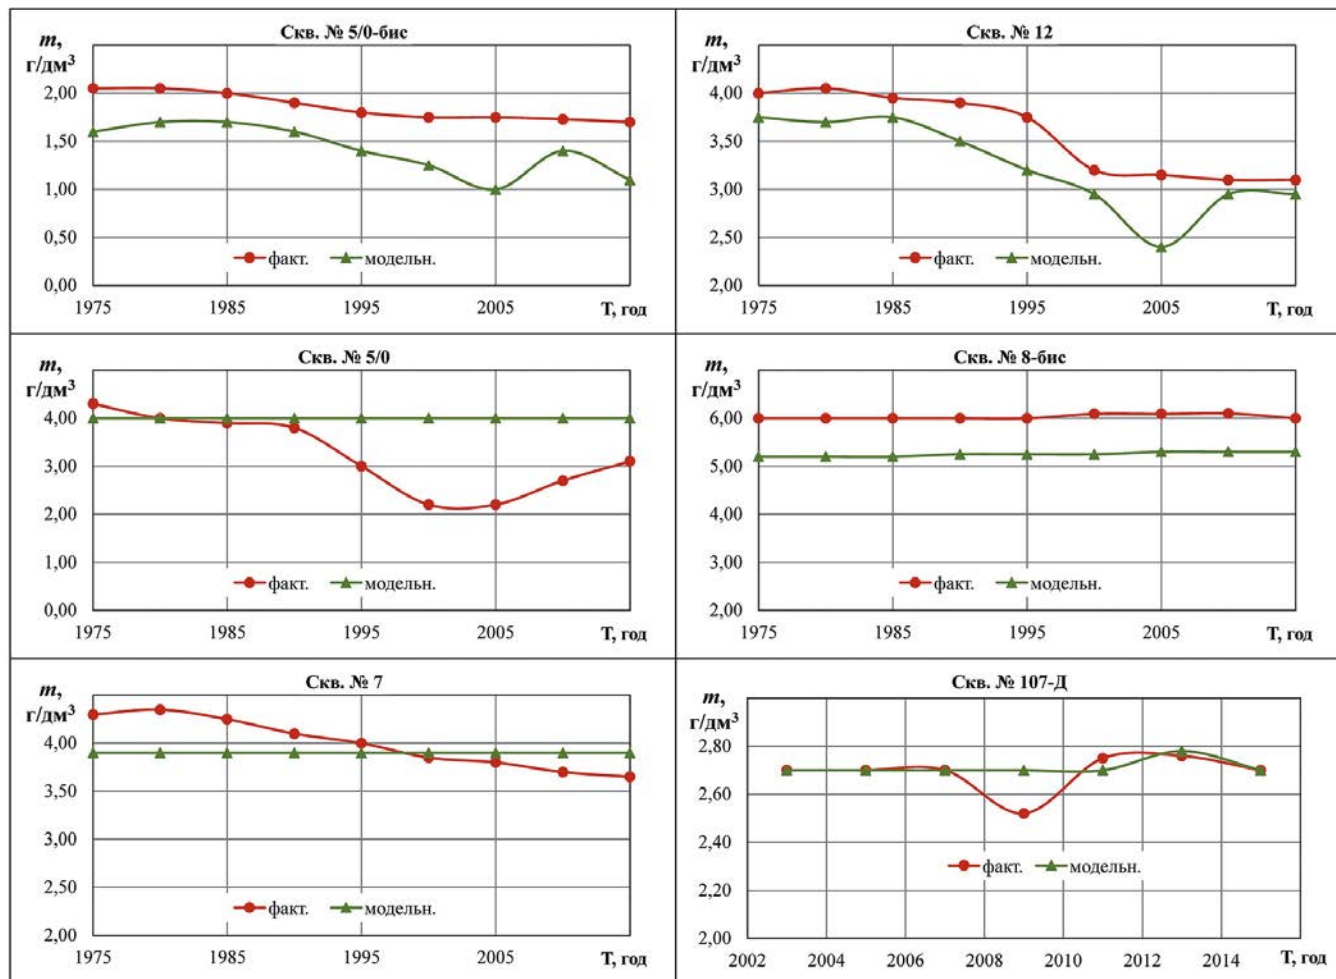 Скв. № 5/0-бис
m,
г/дм³
2,00
1,50
1,00
0,50
0,00
факт. модельн.
1975 1985 1995 2005 Т, год
Скв. № 12
m,
г/дм³
4,00
3,50
3,00
2,50
2,00
факт. модельн.
1975 1985 1995 2005 Т, год
Скв. № 5/0
m,
г/дм³
4,00
3,00
2,00
1,00
0,00
факт. модельн.
1975 1985 1995 2005 Т, год
Скв. № 8-бис
m,
г/дм³
6,00
5,00
4,00
3,00
2,00
факт. модельн.
1975 1985 1995 2005 Т, год
Скв. № 7
m,
г/дм³
4,00
3,50
3,00
2,50
2,00
факт. модельн.
1975 1985 1995 2005 Т, год
Скв. № 107-Д
m,
г/дм³
2,80
2,60
2,40
2,20
2,00
факт. модельн.
2002 2004 2006 2008 2010 2012 2014 Т, год